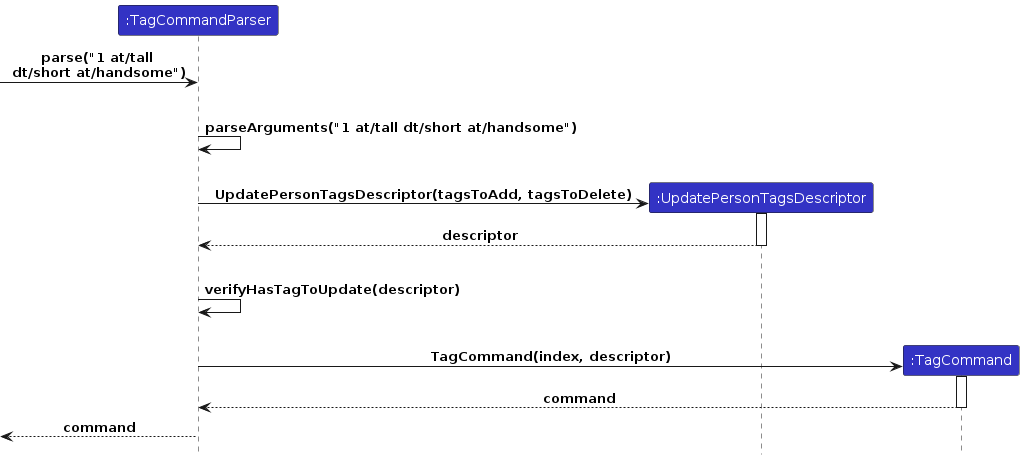 :TagCommandParser
parse("1 at/tall
dt/short at/handsome")
parseArguments("1 at/tall dt/short at/handsome")
UpdatePersonTagsDescriptor(tagsToAdd, tagsToDelete)
:UpdatePersonTagsDescriptor
descriptor
verifyHasTagToUpdate(descriptor)
TagCommand(index, descriptor)
:TagCommand
command
command